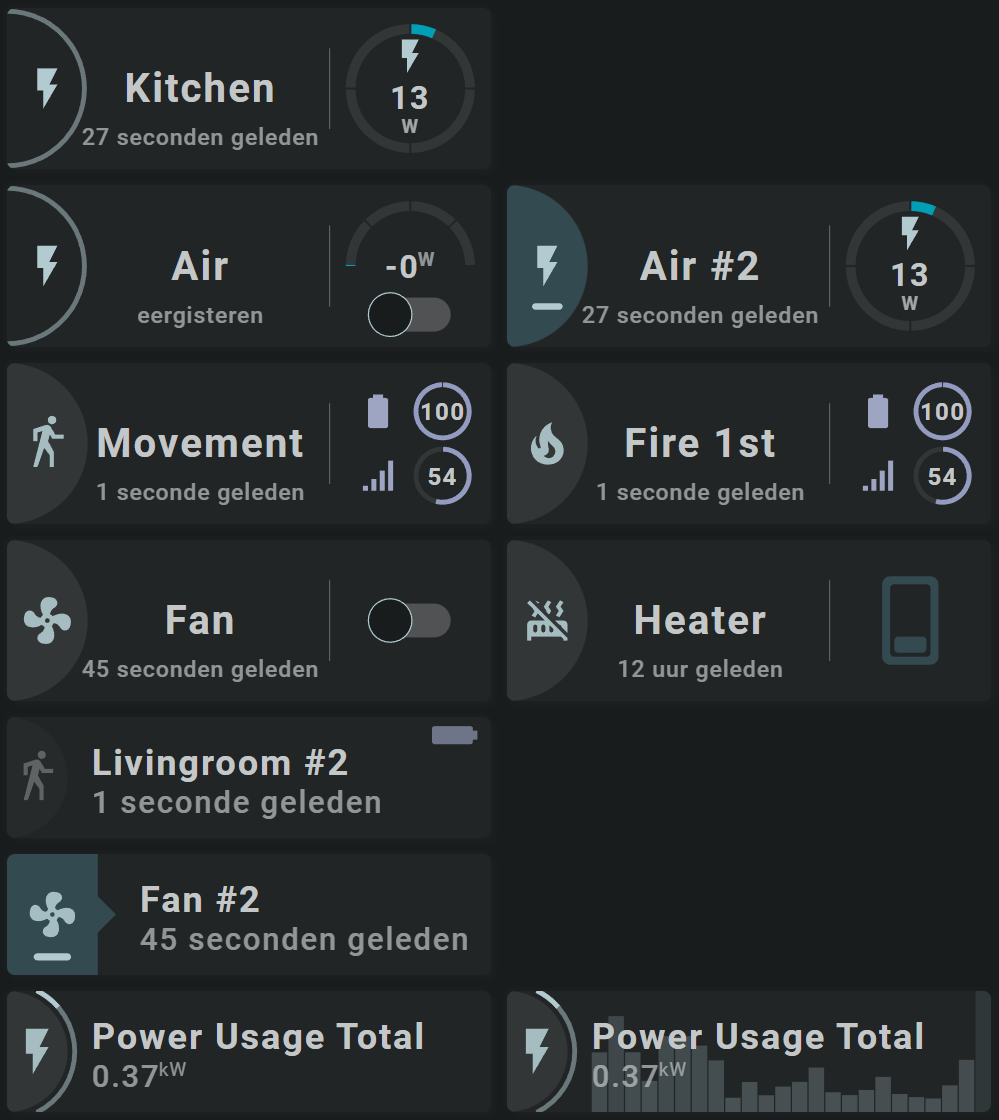 Kitchen
27 seconden geleden
13
W
Air
eergisteren
-0W
Air #2
27 seconden geleden
13
W
Movement
1 seconde geleden
100
54
Fire 1st
1 seconde geleden
100
54
Fan
45 seconden geleden
Heater
12 uur geleden
Livingroom #2
1 seconde geleden
Fan #2
45 seconden geleden
Power Usage Total
0.37kW
Power Usage Total
0.37kW